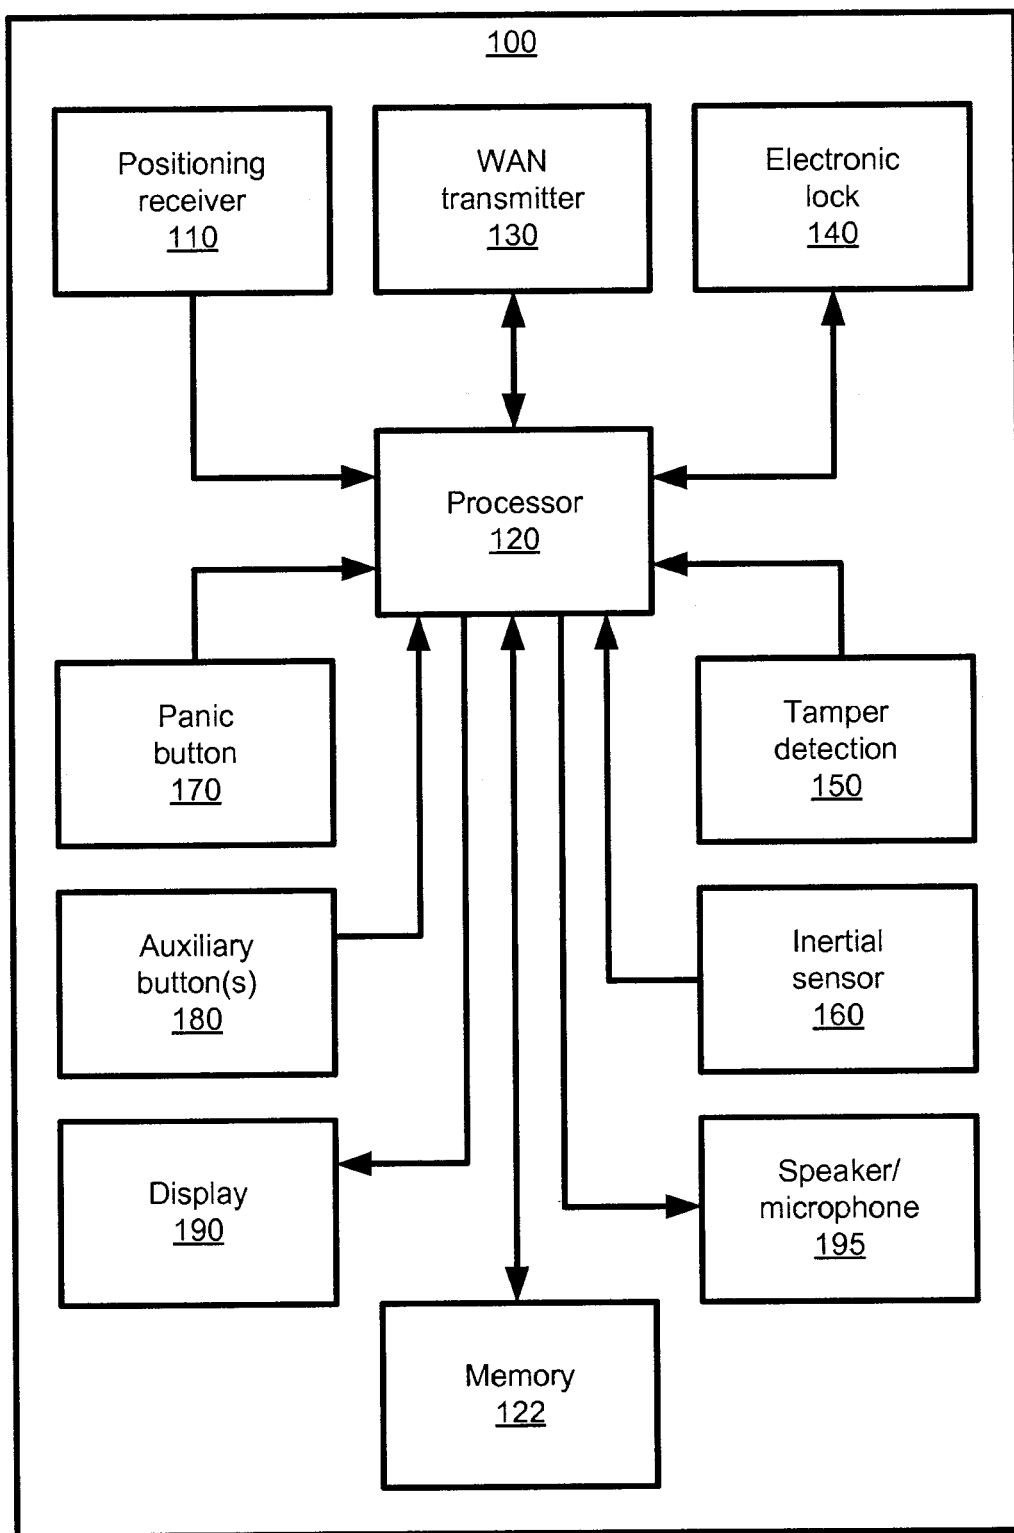 100
Positioning
receiver
110
WAN
transmitter
130
Electronic
lock
140
Processor
120
Panic
button
170
Tamper
detection
150
Auxiliary
button(s)
180
Inertial
sensor
160
Display
190
Speaker/
microphone
195
Memory
122